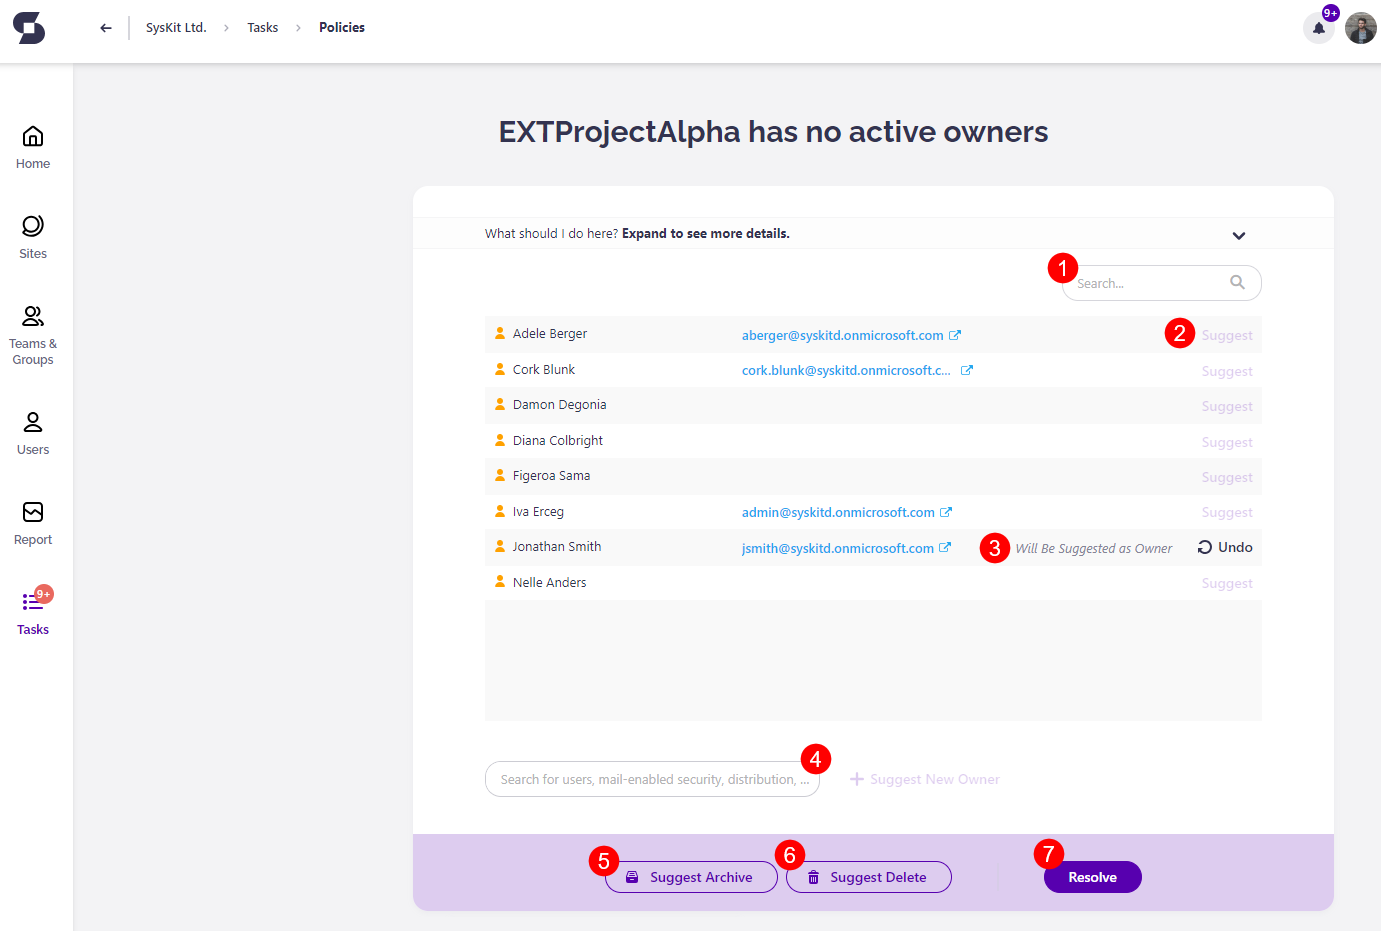 SysKit Ltd. > Tasks > Policies
9+
Home
Sites
Teams &
Groups
Users
Report
9+
Tasks
EXTProjectAlpha has no active owners
What should I do here? Expand to see more details.
1
Search...
Adele Berger aberger@syskitd.onmicrosoft.com 2 Suggest
Cork Blunk cork.blunk@syskitd.onmicrosoft.c... Suggest
Damon Degonia Suggest
Diana Colbright Suggest
Figeroa Sama Suggest
Iva Erceg admin@syskitd.onmicrosoft.com Suggest
Jonathan Smith jsmith@syskitd.onmicrosoft.com 3 Will Be Suggested as Owner Undo
Nelle Anders Suggest
4
Search for users, mail-enabled security, distribution, ... + Suggest New Owner
5 Suggest Archive
6 Suggest Delete
7 Resolve